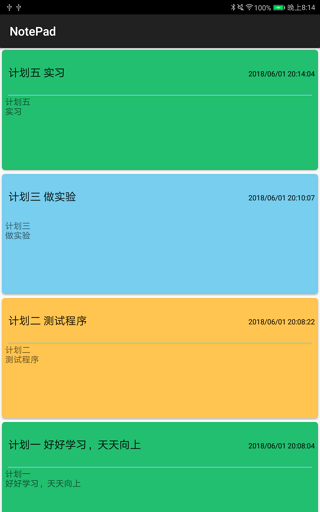 100% 晚上8:14
NotePad
计划五 实习
2018/06/01 20:14:04
计划五
实习
计划三 做实验
2018/06/01 20:10:07
计划三
做实验
计划二 测试程序
2018/06/01 20:08:22
计划二
测试程序
计划一 好好学习，天天向上
2018/06/01 20:08:04
计划一
好好学习，天天向上